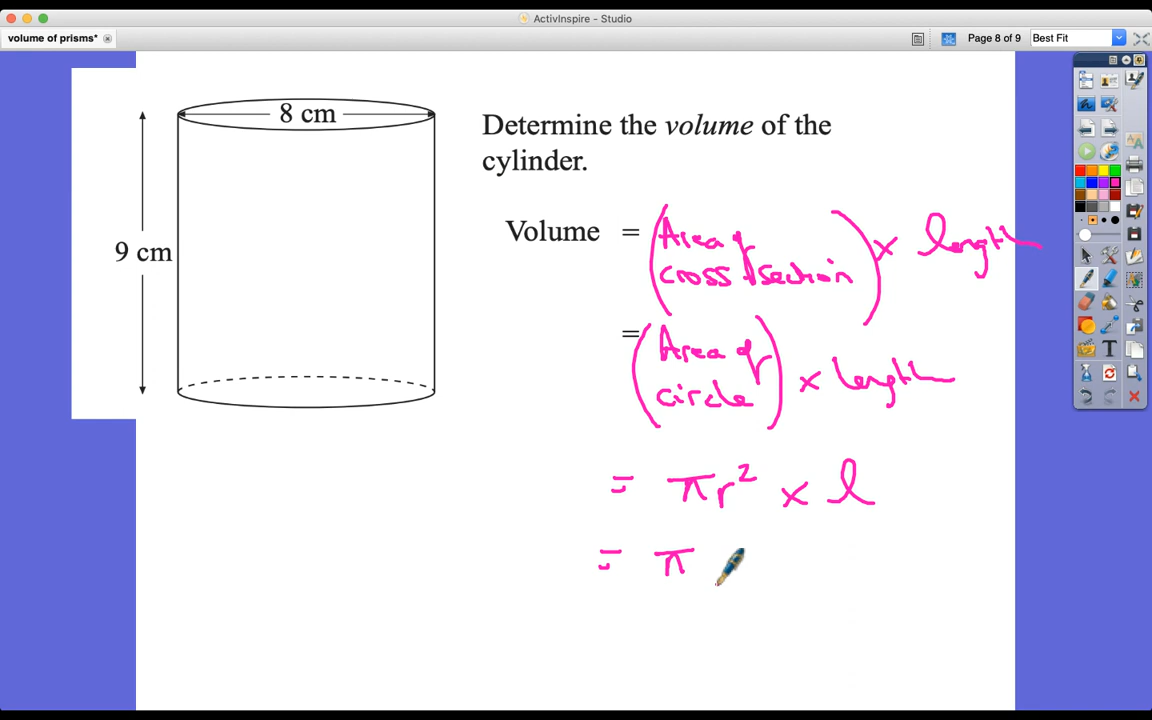 ActivInspire - Studio
volume of prisms*
Page 8 of 9
Best Fit
8 cm
9 cm
Determine the volume of the
cylinder.
Volume = (Area of cross section) × length
= (Area of circle) × length
= πr² × l
= π
T